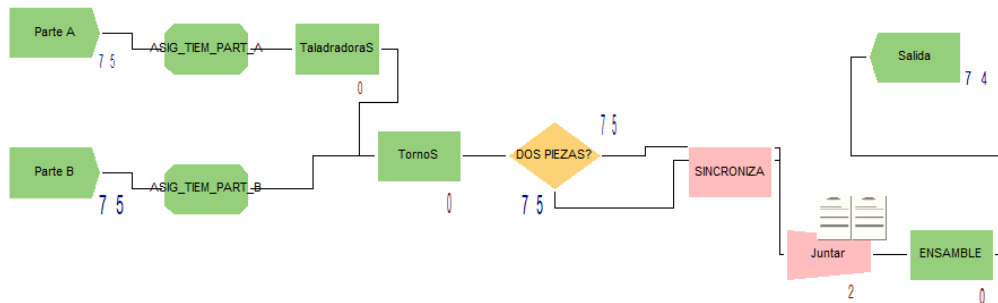 Parte A
7 5
ASIG_TIEM_PART_A
TaladradoraS
0
Salida
7 4
Parte B
7 5
ASIG_TIEM_PART_B
TornoS
0
DOS PIEZAS?
7 5
7 5
SINCRONIZA
Juntar
2
ENSAMBLE
0